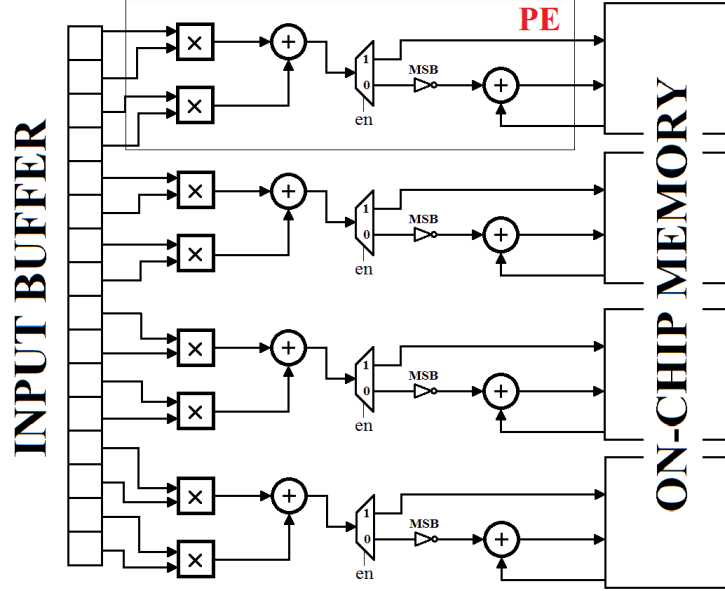 PE
INPUT BUFFER
ON-CHIP MEMORY
×
+
1
MSB
0
+
×
en
×
+
1
MSB
0
+
×
en
×
+
1
MSB
0
+
×
en
×
+
1
MSB
0
+
×
en